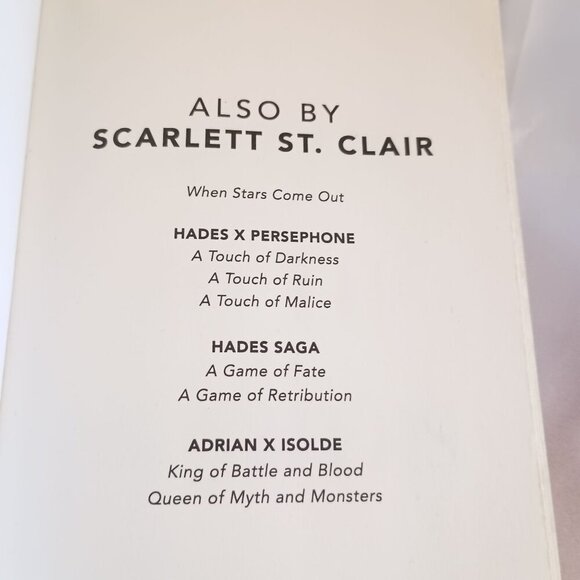 ALSO BY
SCARLETT ST. CLAIR
When Stars Come Out
HADES X PERSEPHONE
A Touch of Darkness
A Touch of Ruin
A Touch of Malice
HADES SAGA
A Game of Fate
A Game of Retribution
ADRIAN X ISOLDE
King of Battle and Blood
Queen of Myth and Monsters